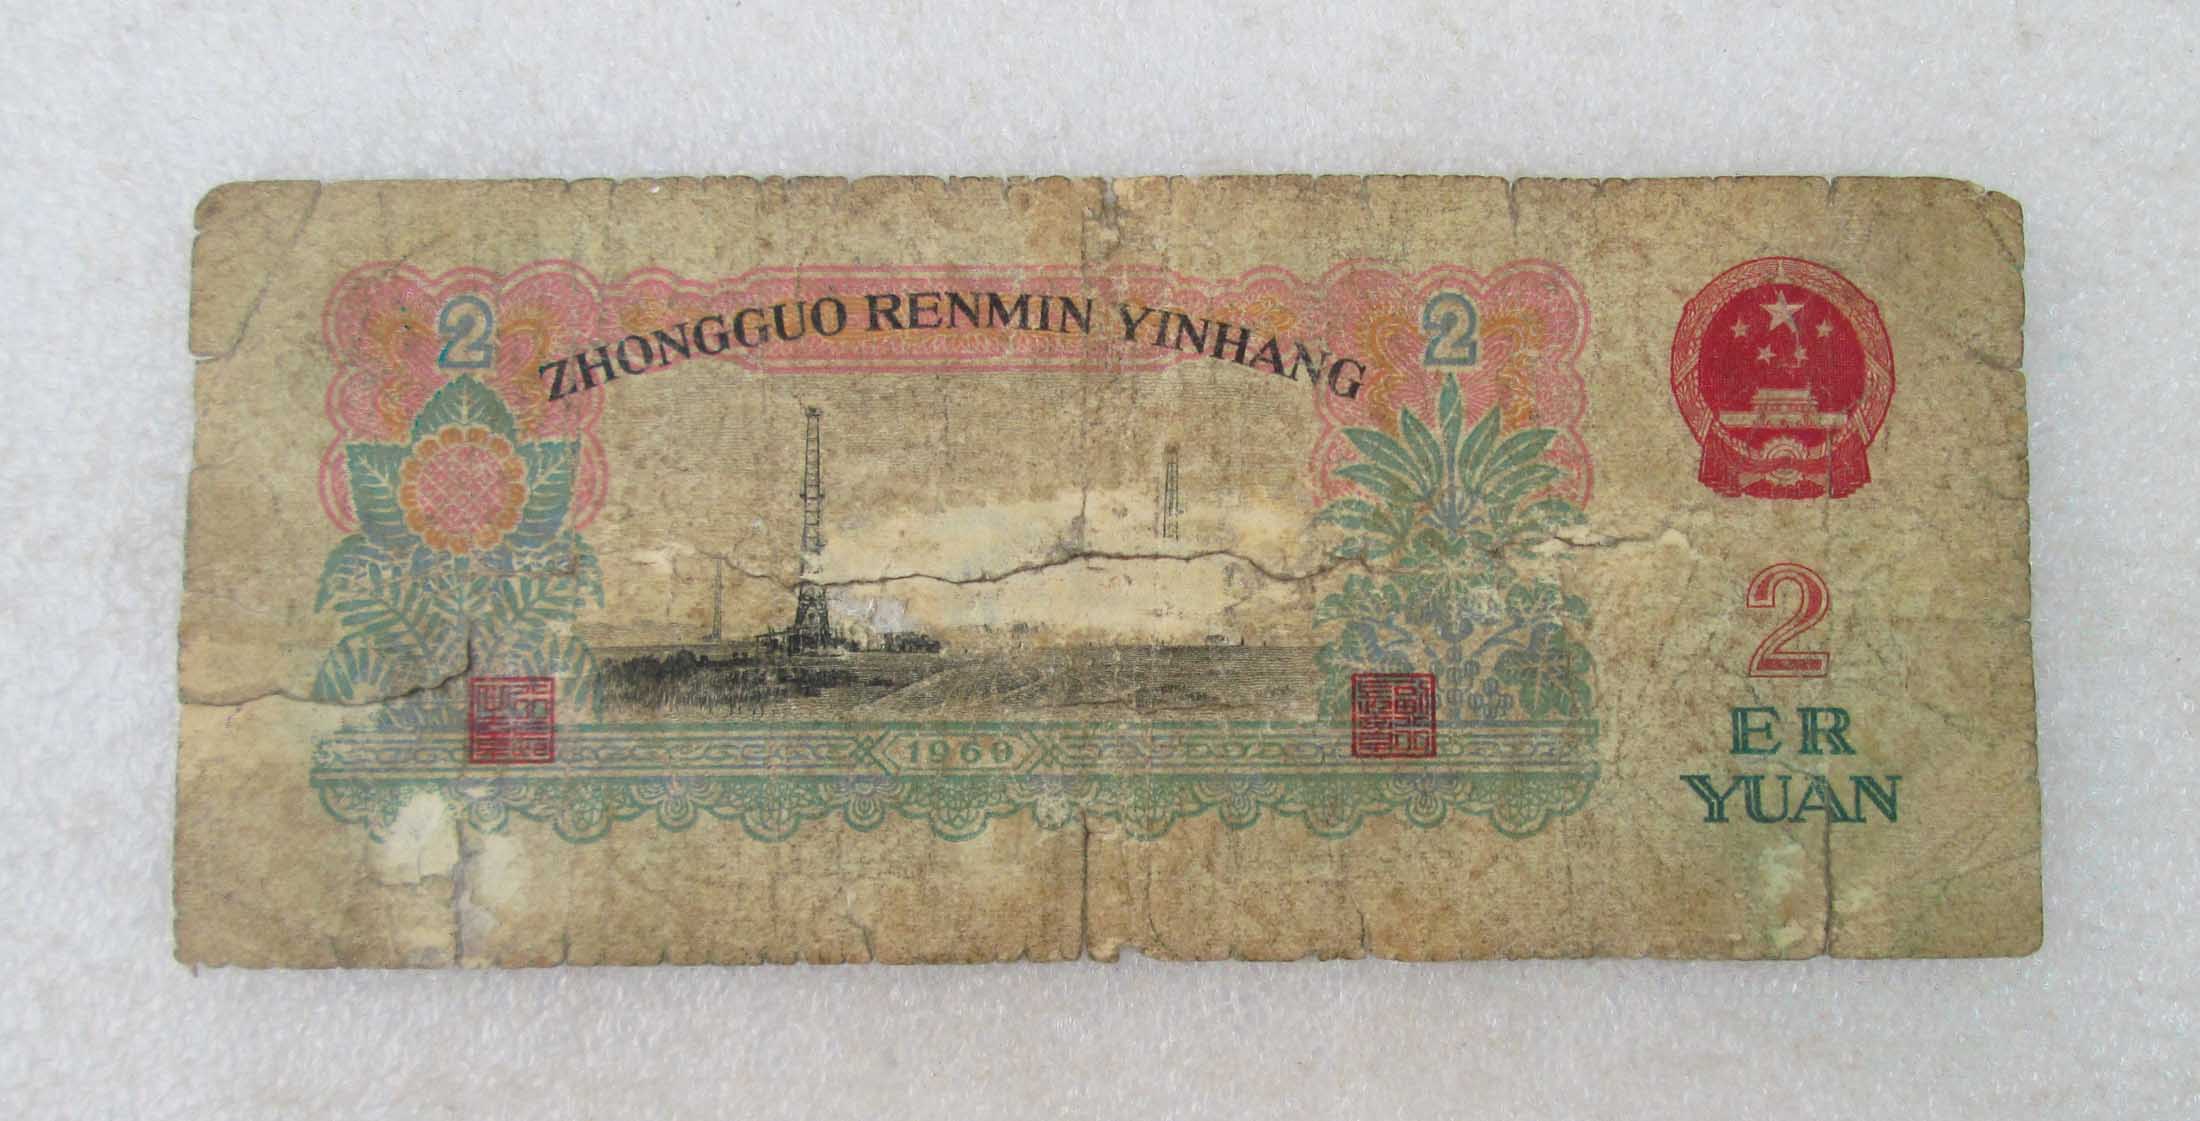 ZHONGGUO RENMIN YINHANG
2
2
2
ER
YUAN
1960